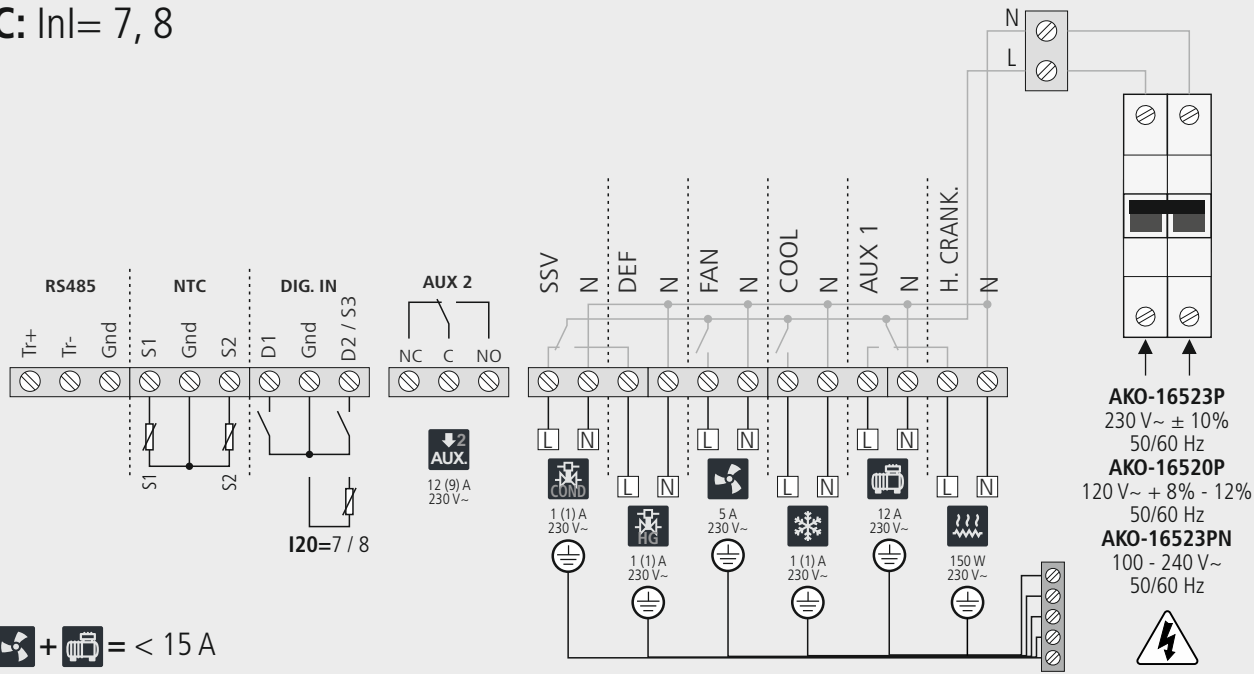 C: InI= 7, 8
N
L
SSV
N
DEF
N
FAN
N
COOL
N
AUX 1
N
H. CRANK.
N
RS485
NTC
DIG. IN
AUX 2
Tr+
Tr-
Gnd
S1
Gnd
S2
D1
Gnd
D2 / S3
NC
C
NO
S1
S2
I20=7 / 8
2
AUX.
12 (9) A
230 V~
L
N
COND
1 (1) A
230 V~
L
N
HG
1 (1) A
230 V~
L
N
5 A
230 V~
L
N
1 (1) A
230 V~
L
N
12 A
230 V~
L
N
150 W
230 V~
AKO-16523P
230 V~ ± 10%
50/60 Hz
AKO-16520P
120 V~ + 8% - 12%
50/60 Hz
AKO-16523PN
100 - 240 V~
50/60 Hz
+ = < 15 A